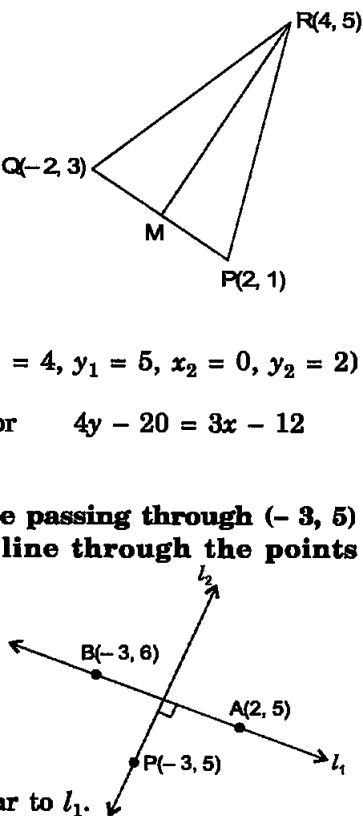 R(4, 5)
Q(– 2, 3)
M
P(2, 1)
= 4, y₁ = 5, x₂ = 0, y₂ = 2)
or 4y – 20 = 3x – 12
e passing through (– 3, 5)
line through the points
l₂
B(– 3, 6)
A(2, 5)
P(– 3, 5)
l₁
ar to l₁.